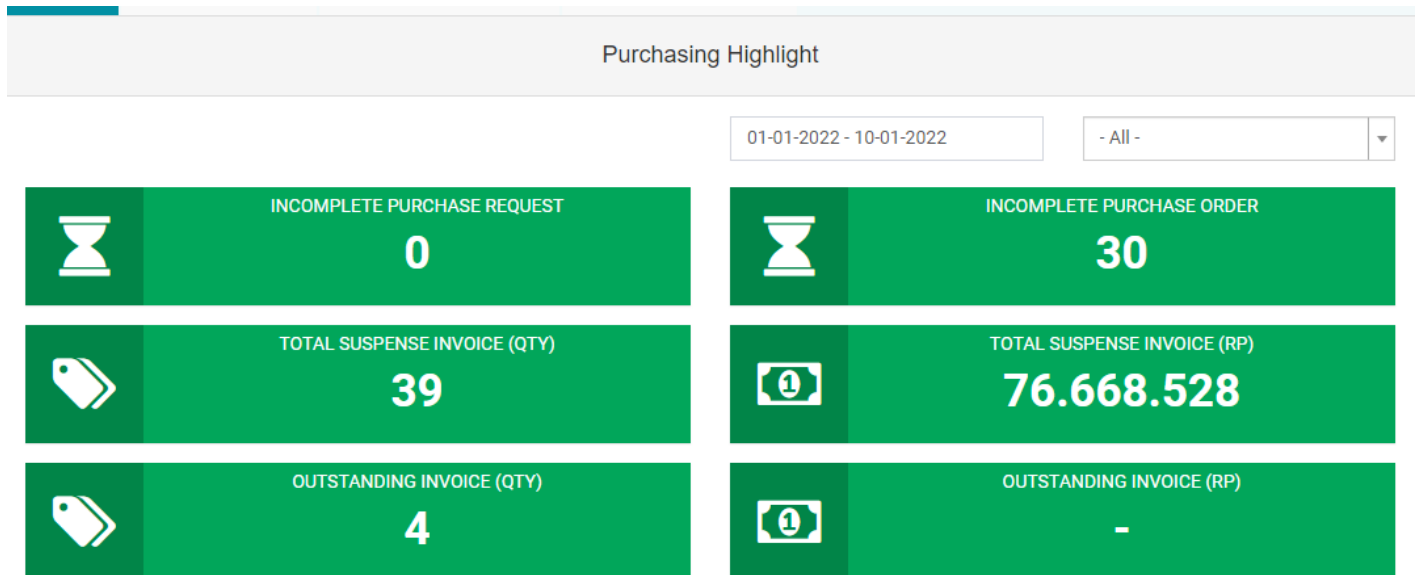 Purchasing Highlight
01-01-2022 - 10-01-2022
- All -
INCOMPLETE PURCHASE REQUEST
0
INCOMPLETE PURCHASE ORDER
30
TOTAL SUSPENSE INVOICE (QTY)
39
TOTAL SUSPENSE INVOICE (RP)
76.668.528
OUTSTANDING INVOICE (QTY)
4
OUTSTANDING INVOICE (RP)
-